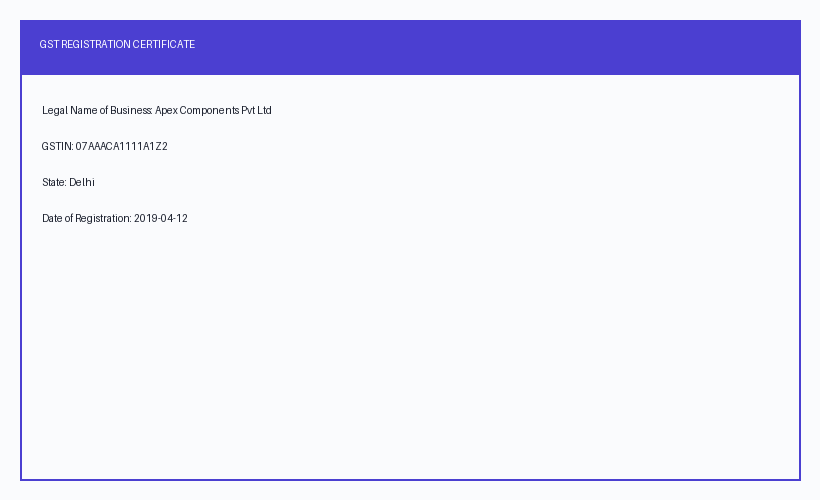 GST REGISTRATION CERTIFICATE
Legal Name of Business: Apex Components Pvt Ltd
GSTIN: 07AAACA1111A1Z2
State: Delhi
Date of Registration: 2019-04-12